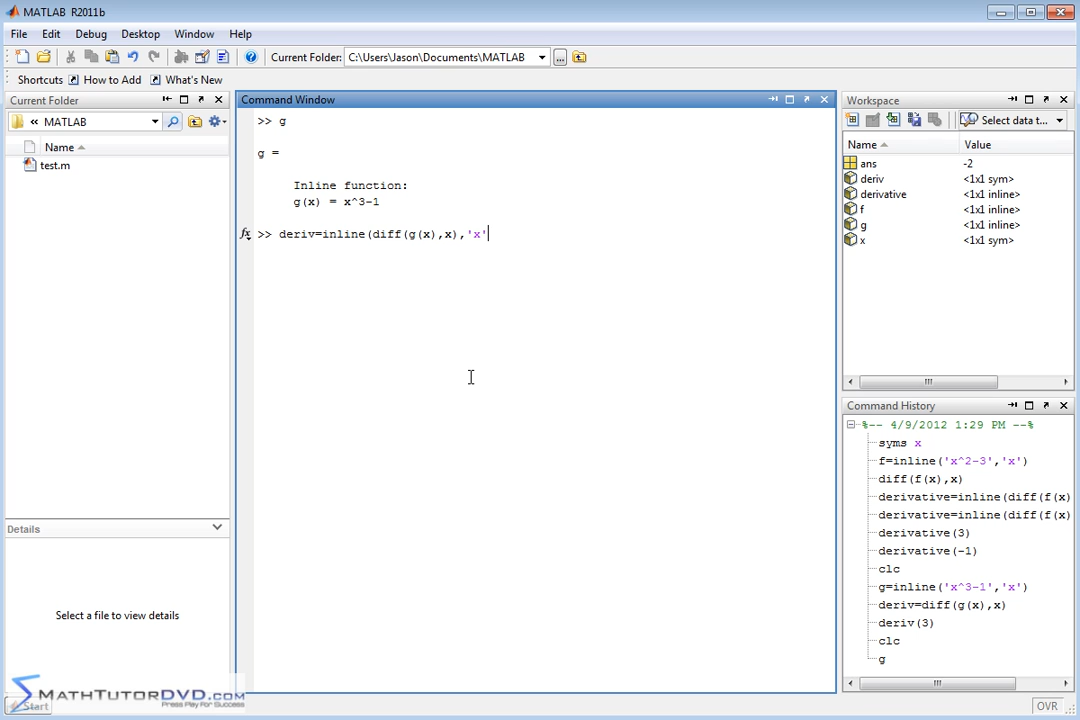 MATLAB R2011b
File Edit Debug Desktop Window Help
Current Folder: C:\Users\Jason\Documents\MATLAB ...
Shortcuts How to Add What's New
Current Folder
« MATLAB
Name
test.m
Details
Select a file to view details
MATHTUTORDVD.COM
Press Play For Success
Start
Command Window
>> g
g =
Inline function:
g(x) = x^3-1
fx >> deriv=inline(diff(g(x),x),'x'
Workspace
Select data t...
Name Value
ans -2
deriv <1x1 sym>
derivative <1x1 inline>
f <1x1 inline>
g <1x1 inline>
x <1x1 sym>
Command History
%-- 4/9/2012 1:29 PM --%
syms x
f=inline('x^2-3','x')
diff(f(x),x)
derivative=inline(diff(f(x)
derivative=inline(diff(f(x)
derivative(3)
derivative(-1)
clc
g=inline('x^3-1','x')
deriv=diff(g(x),x)
deriv(3)
clc
g
OVR